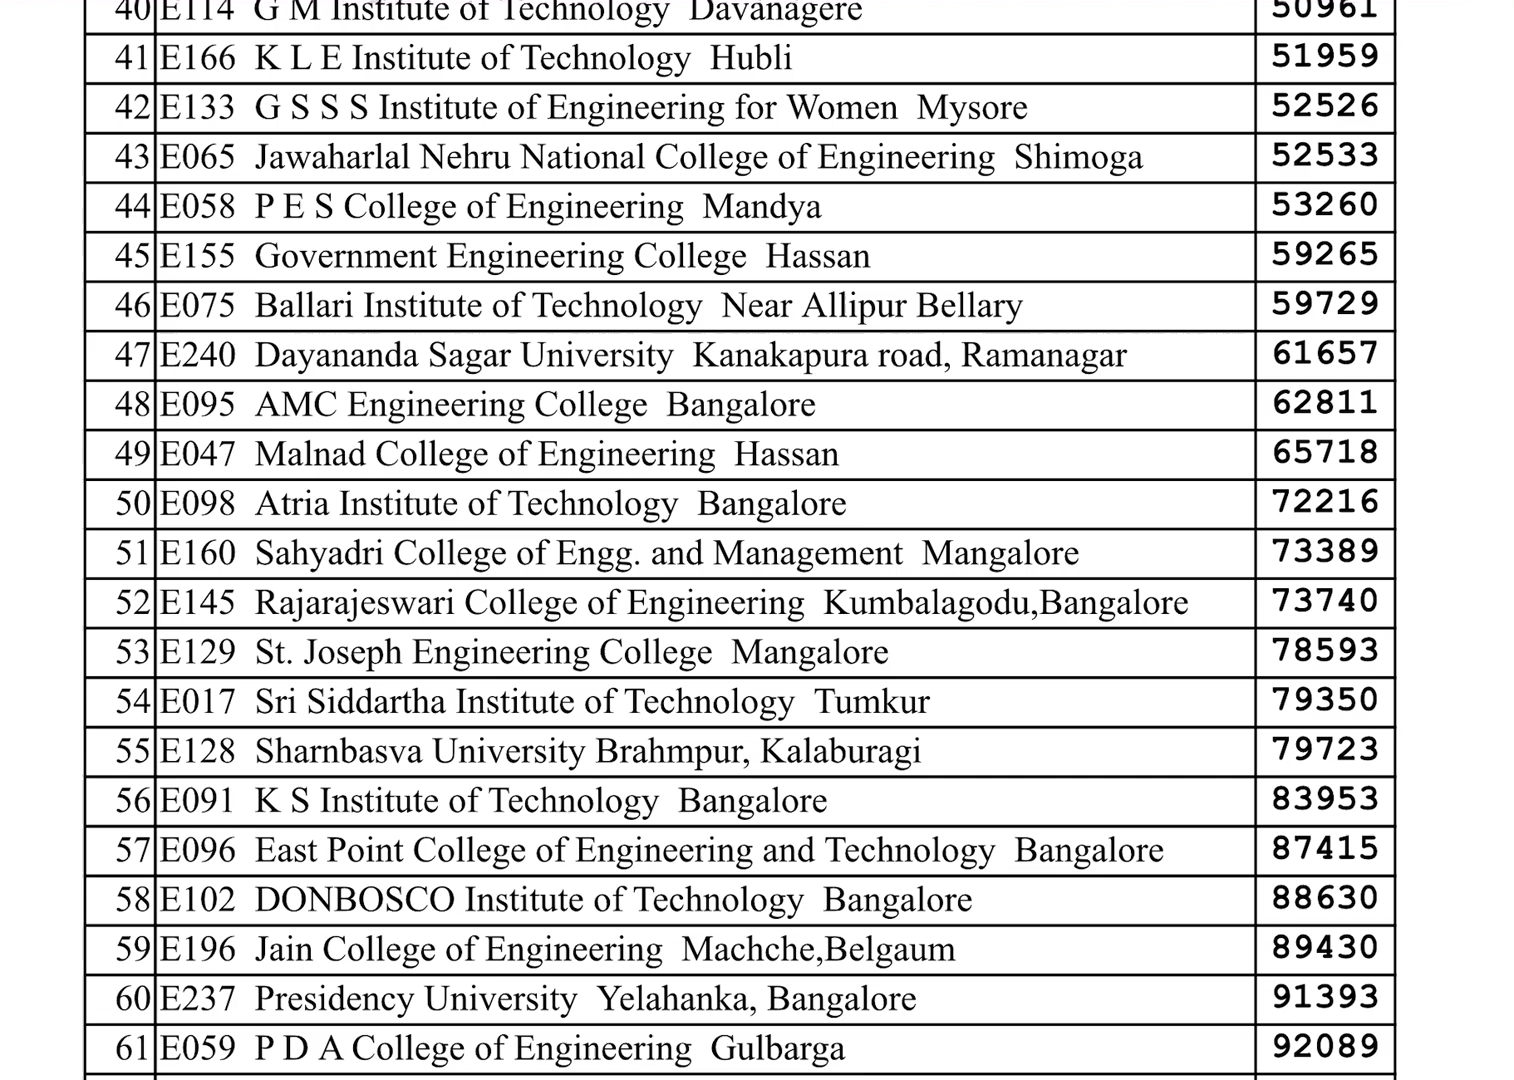 40 E114 G M Institute of Technology Davanagere 50961
41 E166 K L E Institute of Technology Hubli 51959
42 E133 G S S S Institute of Engineering for Women Mysore 52526
43 E065 Jawaharlal Nehru National College of Engineering Shimoga 52533
44 E058 P E S College of Engineering Mandya 53260
45 E155 Government Engineering College Hassan 59265
46 E075 Ballari Institute of Technology Near Allipur Bellary 59729
47 E240 Dayananda Sagar University Kanakapura road, Ramanagar 61657
48 E095 AMC Engineering College Bangalore 62811
49 E047 Malnad College of Engineering Hassan 65718
50 E098 Atria Institute of Technology Bangalore 72216
51 E160 Sahyadri College of Engg. and Management Mangalore 73389
52 E145 Rajarajeswari College of Engineering Kumbalagodu,Bangalore 73740
53 E129 St. Joseph Engineering College Mangalore 78593
54 E017 Sri Siddartha Institute of Technology Tumkur 79350
55 E128 Sharnbasva University Brahmpur, Kalaburagi 79723
56 E091 K S Institute of Technology Bangalore 83953
57 E096 East Point College of Engineering and Technology Bangalore 87415
58 E102 DONBOSCO Institute of Technology Bangalore 88630
59 E196 Jain College of Engineering Machche,Belgaum 89430
60 E237 Presidency University Yelahanka, Bangalore 91393
61 E059 P D A College of Engineering Gulbarga 92089